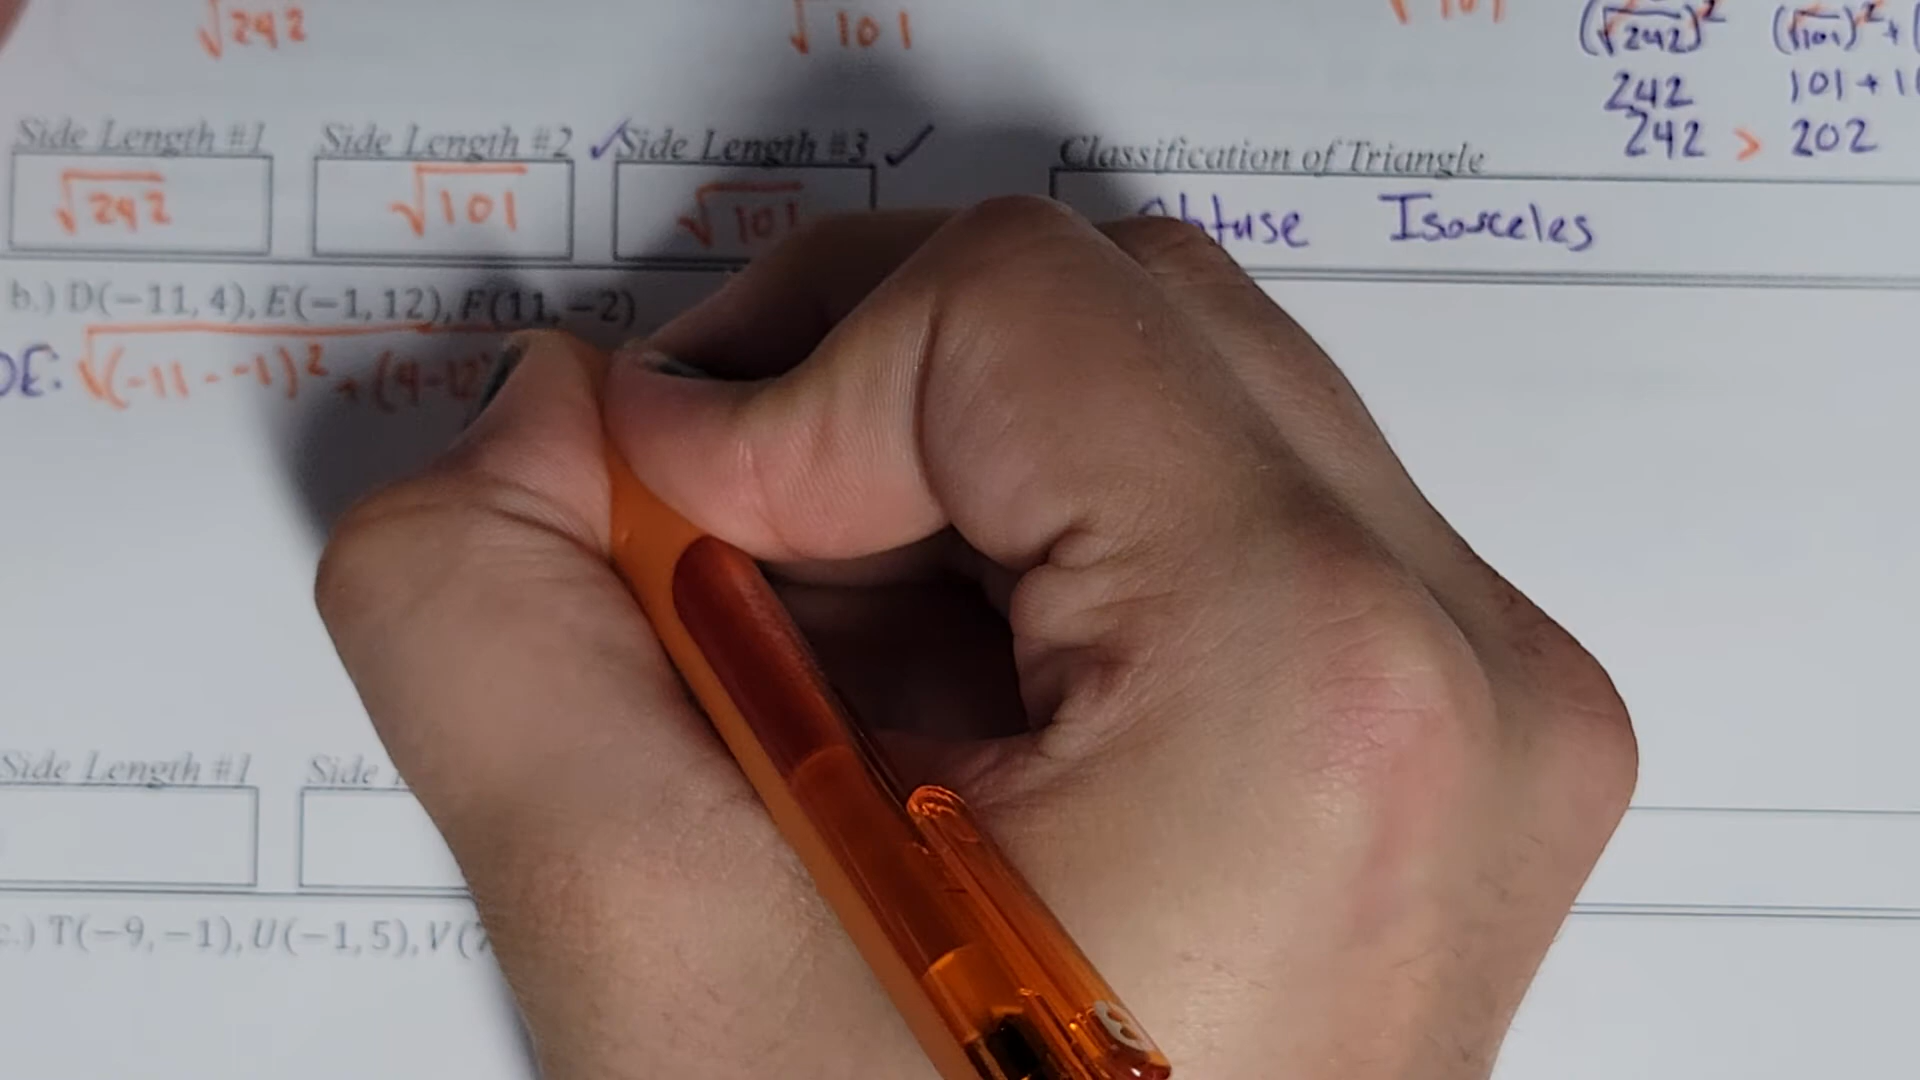 √242 √101
(√242)² (√101)² + (
242 101 + 1
242 > 202
Side Length #1 Side Length #2 ✓ Side Length #3 ✓ Classification of Triangle
√242 √101 √101 Obtuse Isosceles
b.) D(−11, 4), E(−1, 12), F(11, −2)
DE: √(-11 - -1)² + (4-12)
Side Length #1 Side
c.) T(−9, −1), U(−1, 5), V(7